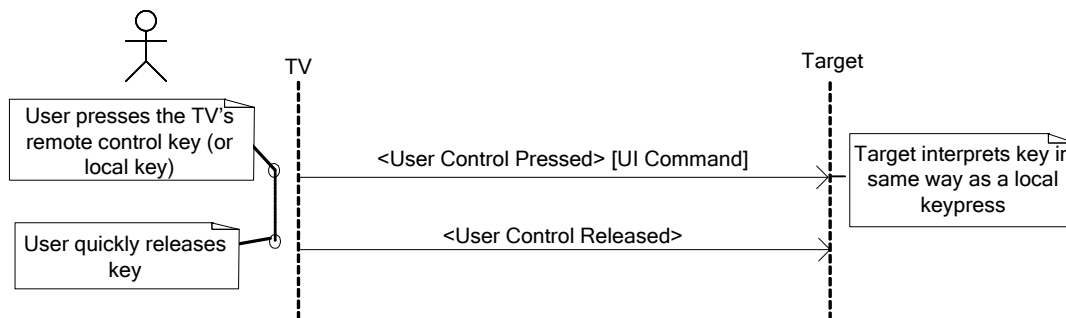 TV
Target
User presses the TV's
remote control key (or
local key)
<User Control Pressed> [UI Command]
Target interprets key in
same way as a local
keypress
User quickly releases
key
<User Control Released>